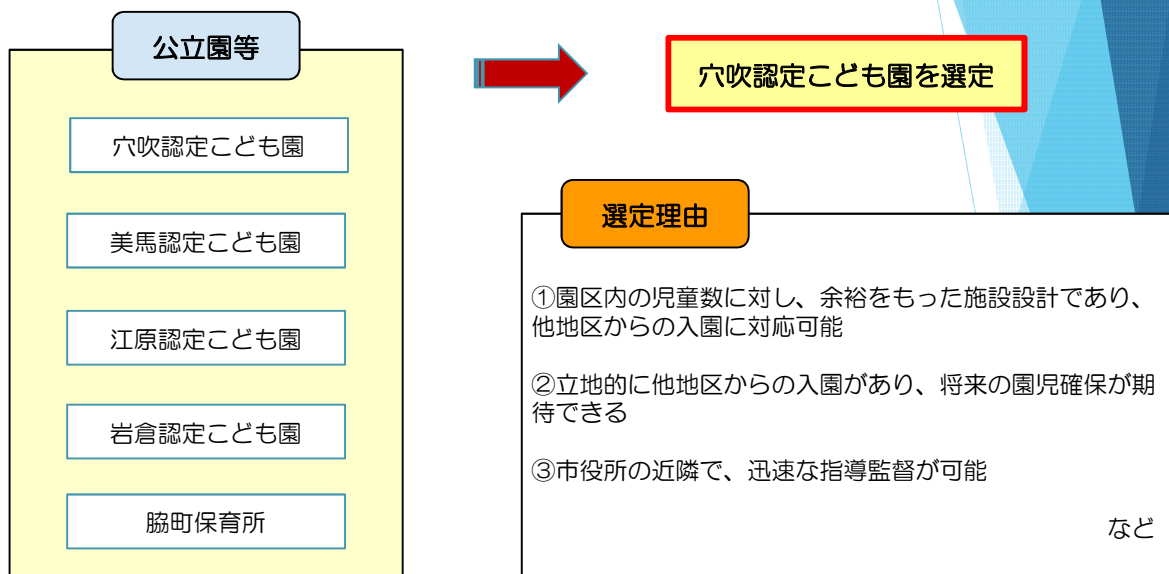 公立園等
穴吹認定こども園
美馬認定こども園
江原認定こども園
岩倉認定こども園
脇町保育所
穴吹認定こども園を選定
選定理由
①園区内の児童数に対し、余裕をもった施設設計であり、
他地区からの入園に対応可能
②立地的に他地区からの入園があり、将来の園児確保が期
待できる
③市役所の近隣で、迅速な指導監督が可能
など